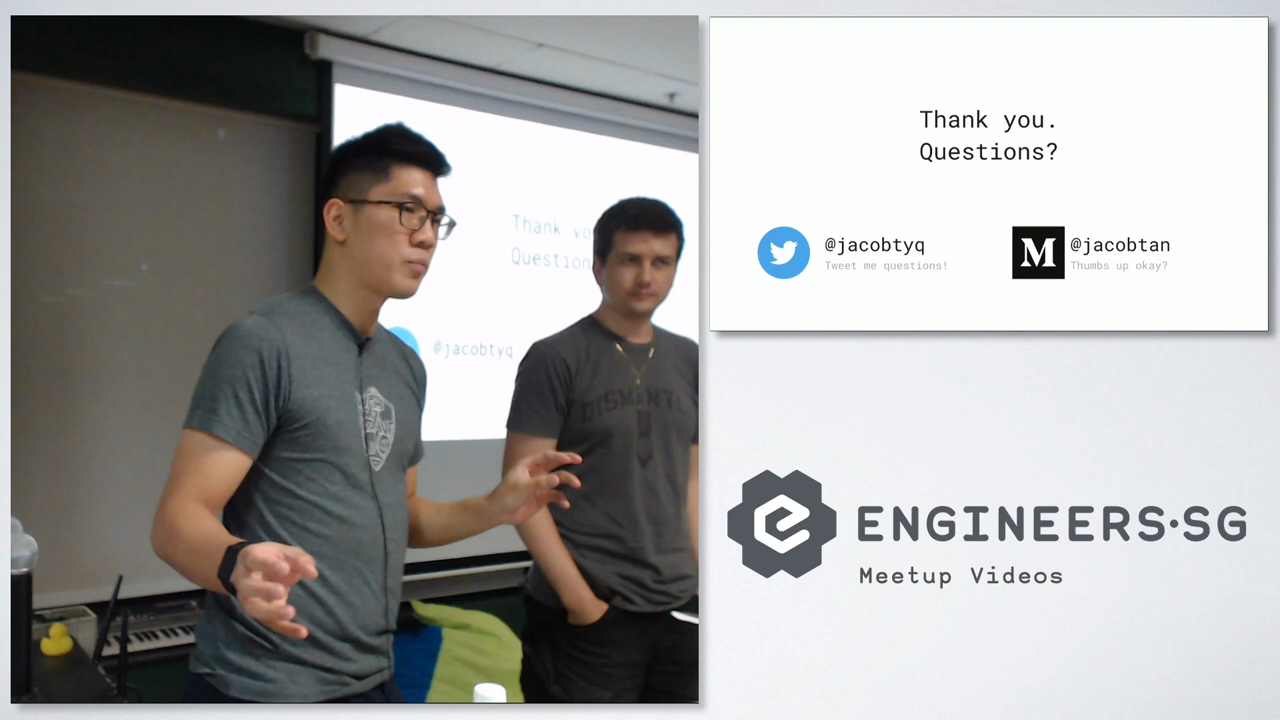 Thank yo
Question
@jacobtyq
DISMANTL
Thank you.
Questions?
@jacobtyq
Tweet me questions!
M
@jacobtan
Thumbs up okay?
e
ENGINEERS·SG
Meetup Videos